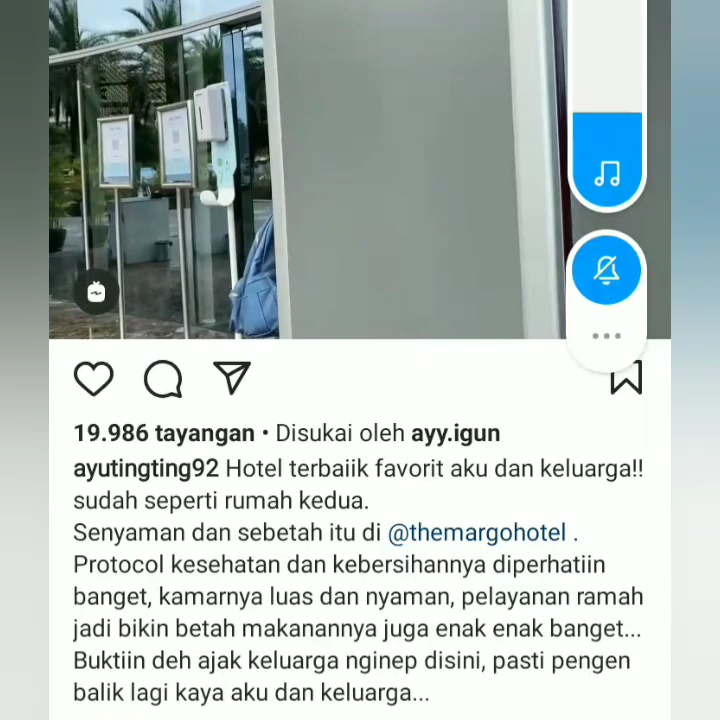 19.986 tayangan • Disukai oleh ayy.igun
ayutingting92 Hotel terbaiik favorit aku dan keluarga!!
sudah seperti rumah kedua.
Senyaman dan sebetah itu di @themargohotel .
Protocol kesehatan dan kebersihannya diperhatiin
banget, kamarnya luas dan nyaman, pelayanan ramah
jadi bikin betah makanannya juga enak enak banget...
Buktiin deh ajak keluarga nginep disini, pasti pengen
balik lagi kaya aku dan keluarga...